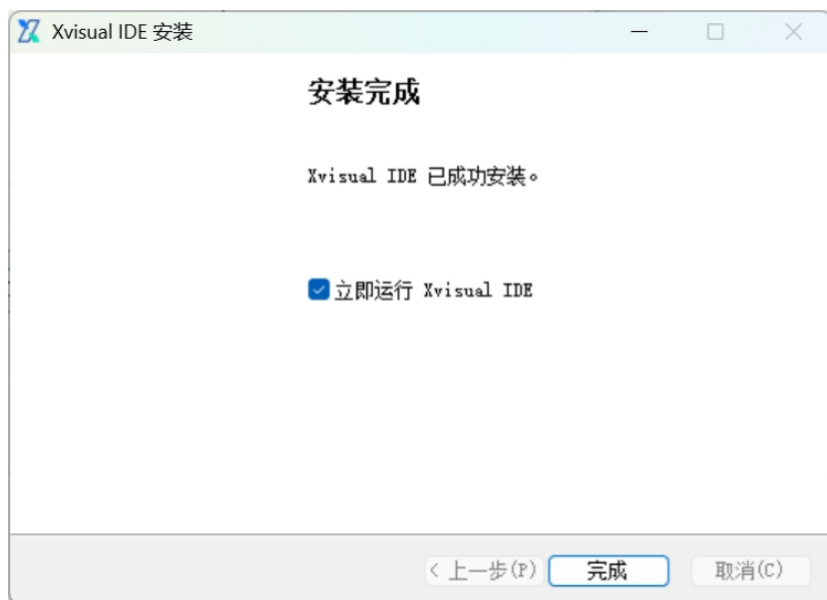 Xvisual IDE 安装
安装完成
Xvisual IDE 已成功安装。
立即运行 Xvisual IDE
< 上一步(P)
完成
取消(C)